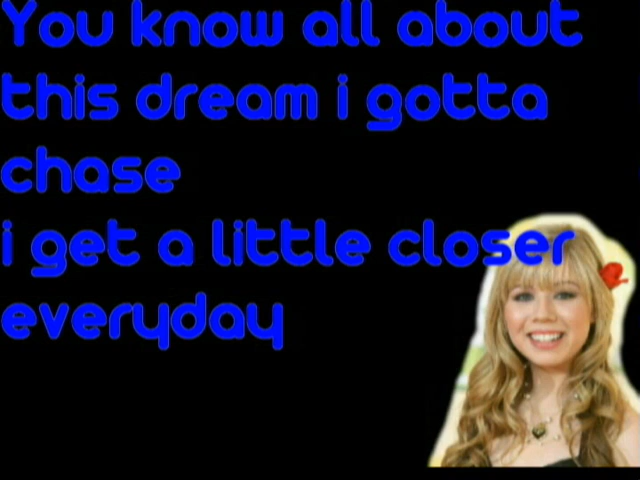 You know all about
this dream i gotta
chase
i get a little closer
everyday